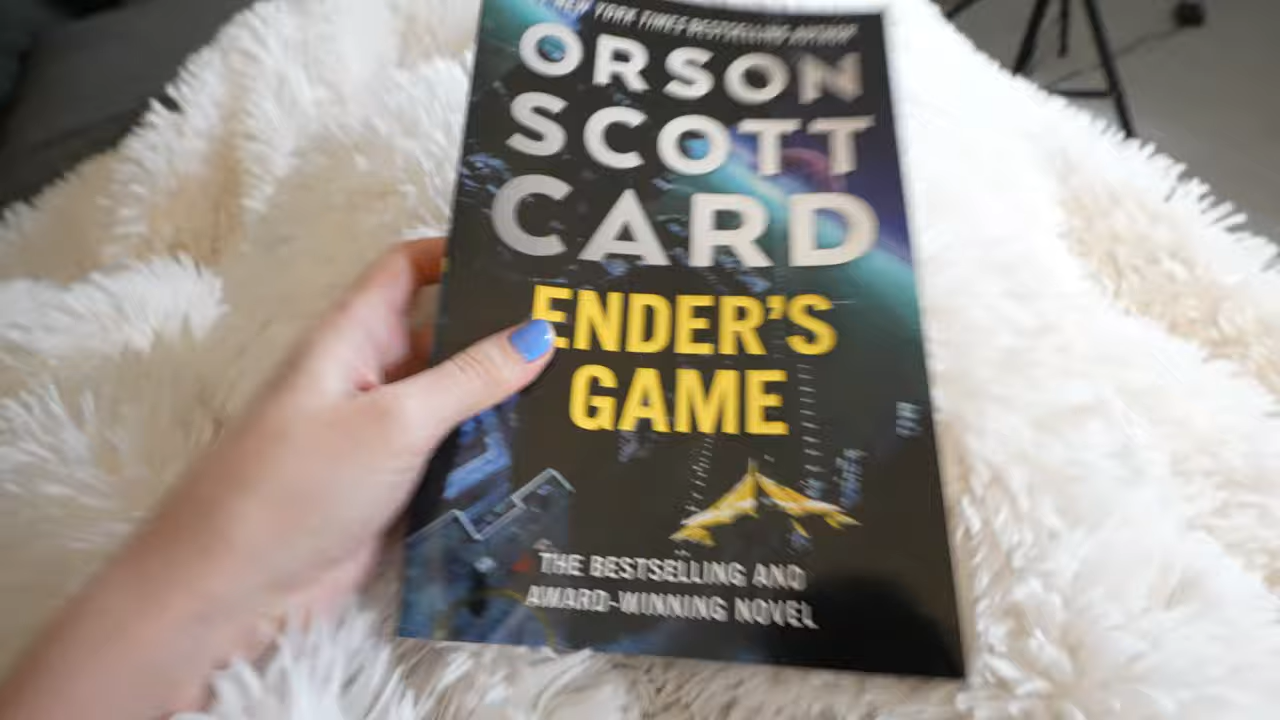 NEW YORK TIMES BESTSELLING AUTHOR
ORSON
SCOTT
CARD
ENDER'S
GAME
THE BESTSELLING AND
AWARD-WINNING NOVEL